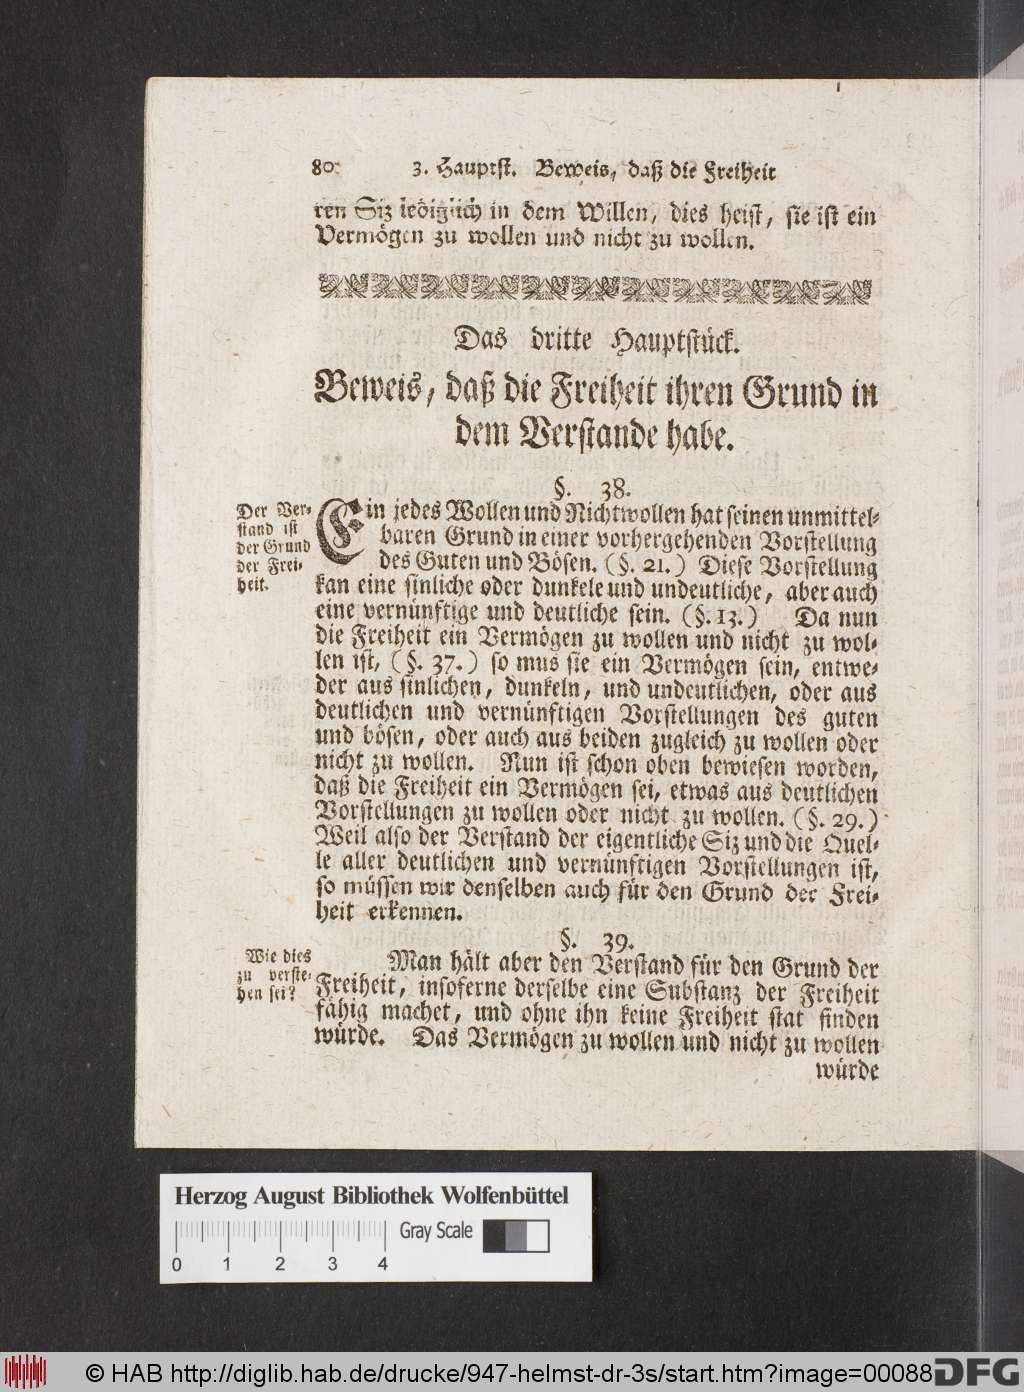 80 3. Hauptst. Beweis, daß die Freiheit
ren Siz lediglich in dem Willen, dies heist, sie ist ein
Vermögen zu wollen und nicht zu wollen.
Das dritte Hauptstück.
Beweis, daß die Freiheit ihren Grund in
dem Verstande habe.
§. 38.
Der Ver-
stand ist
der Grund
der Frei-
heit.
Ein jedes Wollen und Nichtwollen hat seinen unmittel-
baren Grund in einer vorhergehenden Vorstellung
des Guten und Bösen. (§. 21.) Diese Vorstellung
kan eine sinliche oder dunkele und undeutliche, aber auch
eine vernünftige und deutliche sein. (§. 13.) Da nun
die Freiheit ein Vermögen zu wollen und nicht zu wol-
len ist, (§. 37.) so mus sie ein Vermögen sein, entwe-
der aus sinlichen, dunkeln, und undeutlichen, oder aus
deutlichen und vernünftigen Vorstellungen des guten
und bösen, oder auch aus beiden zugleich zu wollen oder
nicht zu wollen. Nun ist schon oben bewiesen worden,
daß die Freiheit ein Vermögen sei, etwas aus deutlichen
Vorstellungen zu wollen oder nicht zu wollen. (§. 29.)
Weil also der Verstand der eigentliche Siz und die Quel-
le aller deutlichen und vernünftigen Vorstellungen ist,
so müssen wir denselben auch für den Grund der Frei-
heit erkennen.
§. 39.
Wie dies
zu verste-
hen sei?
Man hält aber den Verstand für den Grund der
Freiheit, insoferne derselbe eine Substanz der Freiheit
fähig machet, und ohne ihn keine Freiheit stat finden
würde. Das Vermögen zu wollen und nicht zu wollen
würde
Herzog August Bibliothek Wolfenbüttel
Gray Scale
0 1 2 3 4
© HAB http://diglib.hab.de/drucke/947-helmst-dr-3s/start.htm?image=00088
DFG